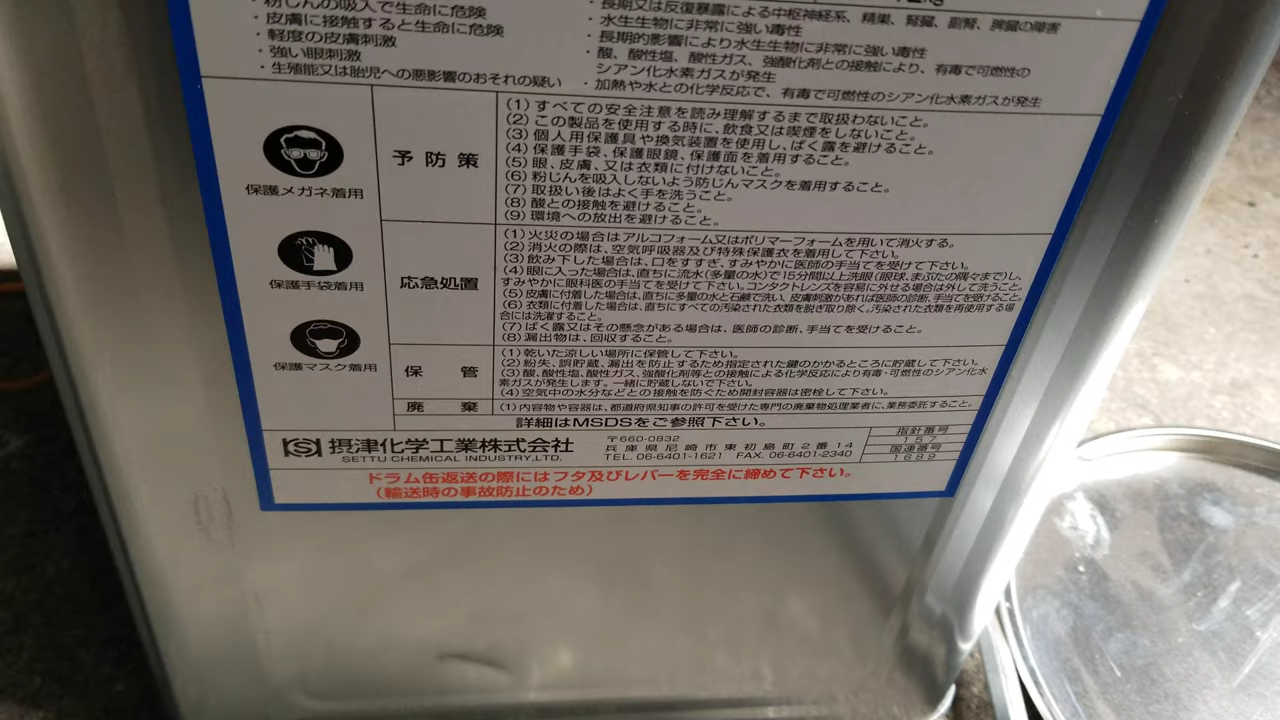 ・粉じんの吸入で生命に危険
・皮膚に接触すると生命に危険
・軽度の皮膚刺激
・強い眼刺激
・生殖能又は胎児への悪影響のおそれの疑い
・長期又は反復暴露による中枢神経系、精巣、腎臓、副腎、脾臓の障害
・水生生物に非常に強い毒性
・長期的影響により水生生物に非常に強い毒性
・酸、酸性塩、酸性ガス、強酸化剤との接触により、有毒で可燃性の
シアン化水素ガスが発生
・加熱や水との化学反応で、有毒で可燃性のシアン化水素ガスが発生
保護メガネ着用
保護手袋着用
保護マスク着用
予防策
(1) すべての安全注意を読み理解するまで取扱わないこと。
(2) この製品を使用する時に、飲食又は喫煙をしないこと。
(3) 個人用保護具や換気装置を使用し、ばく露を避けること。
(4) 保護手袋、保護眼鏡、保護面を着用すること。
(5) 眼、皮膚、又は衣類に付けないこと。
(6) 粉じんを吸入しないよう防じんマスクを着用すること。
(7) 取扱い後はよく手を洗うこと。
(8) 酸との接触を避けること。
(9) 環境への放出を避けること。
応急処置
(1) 火災の場合はアルコフォーム又はポリマーフォームを用いて消火する。
(2) 消火の際は、空気呼吸器及び特殊保護衣を着用して下さい。
(3) 飲み下した場合は、口をすすぎ、すみやかに医師の手当てを受けて下さい。
(4) 眼に入った場合は、直ちに流水(多量の水)で15分間以上洗眼(眼球、まぶたの隅々まで)し、
すみやかに眼科医の手当てを受けて下さい。コンタクトレンズを容易に外せる場合は外して洗うこと。
(5) 皮膚に付着した場合は、直ちに多量の水と石鹸で洗い、皮膚刺激があれば医師の診断、手当てを受けること。
(6) 衣類に付着した場合は、直ちにすべての汚染された衣類を脱ぎ取り除く。汚染された衣類を再使用する場
合には洗濯すること。
(7) ばく露又はその懸念がある場合は、医師の診断、手当てを受けること。
(8) 漏出物は、回収すること。
保管
(1) 乾いた涼しい場所に保管して下さい。
(2) 紛失、誤貯蔵、漏出を防止するため指定された鍵のかかるところに貯蔵して下さい。
(3) 酸、酸性塩、酸性ガス、強酸化剤等との接触による化学反応により有毒・可燃性のシアン化水
素ガスが発生します。一緒に貯蔵しないで下さい。
(4) 空気中の水分などとの接触を防ぐため開封容器は密栓して下さい。
廃棄
(1) 内容物や容器は、都道府県知事の許可を受けた専門の廃棄物処理業者に、業務委託すること。
詳細はMSDSをご参照下さい。
摂津化学工業株式会社
SETTU CHEMICAL INDUSTRY,LTD.
〒660-0832
兵庫県尼崎市東初島町2番14
TEL 06-6401-1621 FAX.06-6401-2340
指針番号
157
国連番号
1689
ドラム缶返送の際にはフタ及びレバーを完全に締めて下さい。
(輸送時の事故防止のため)